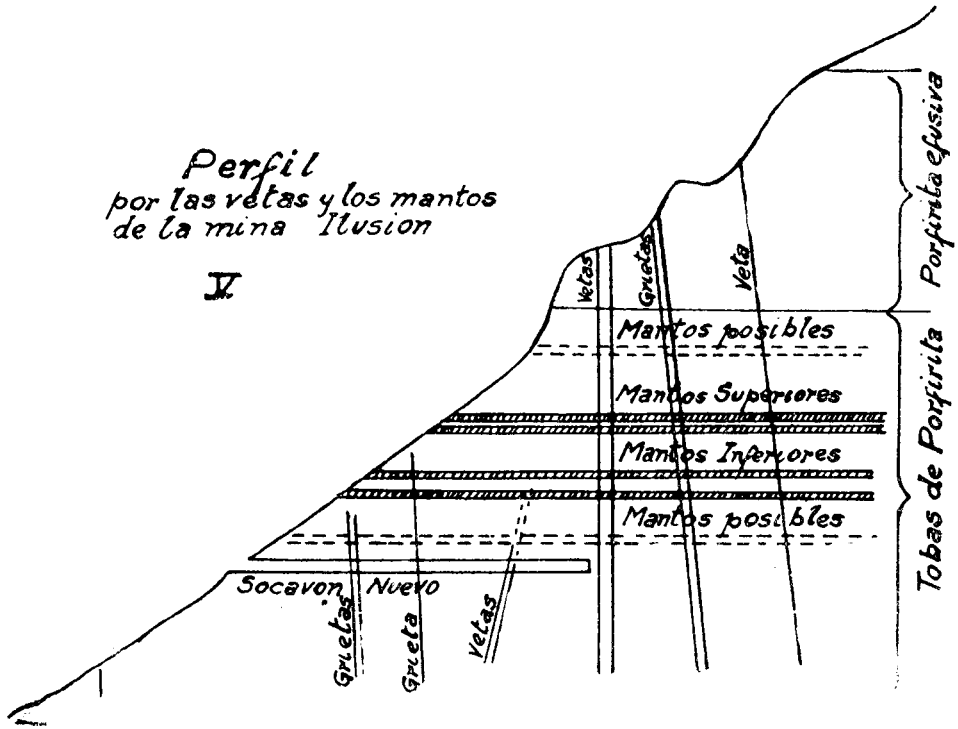 Perfil
por las vetas y los mantos
de la mina Ilusion
V
Porfirita efusiva
Tobas de Porfirita
Vetas
Grietas
Veta
Mantos posibles
Mantos Superiores
Mantos Inferiores
Mantos posibles
Socavon Nuevo
Grietas
Grieta
Vetas